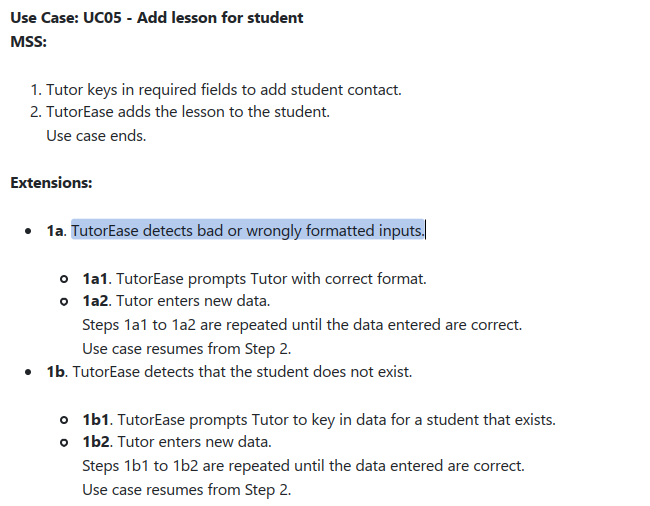 Use Case: UC05 - Add lesson for student
MSS:
1. Tutor keys in required fields to add student contact.
2. TutorEase adds the lesson to the student.
Use case ends.
Extensions:
• 1a. TutorEase detects bad or wrongly formatted inputs.
1a1. TutorEase prompts Tutor with correct format.
1a2. Tutor enters new data.
Steps 1a1 to 1a2 are repeated until the data entered are correct.
Use case resumes from Step 2.
• 1b. TutorEase detects that the student does not exist.
1b1. TutorEase prompts Tutor to key in data for a student that exists.
1b2. Tutor enters new data.
Steps 1b1 to 1b2 are repeated until the data entered are correct.
Use case resumes from Step 2.